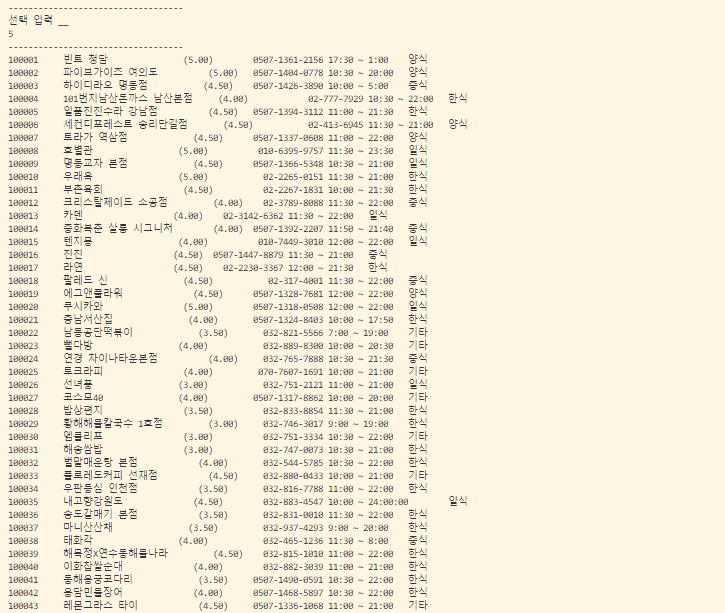 -----------------------------------
선택 입력 __
5
-----------------------------------
100001 빈트 청담 (5.00) 0507-1361-2156 17:30 ~ 1:00 양식
100002 파이브가이즈 여의도 (5.00) 0507-1404-0778 10:30 ~ 20:00 양식
100003 하이디라오 명동점 (4.50) 0507-1426-3890 10:00 ~ 5:00 중식
100004 101번지남산돈까스 남산본점 (4.00) 02-777-7929 10:30 ~ 22:00 한식
100005 일품진진수라 강남점 (4.50) 0507-1394-3112 11:00 ~ 21:30 한식
100006 세컨디포레스트 송리단길점 (4.50) 02-413-6945 11:30 ~ 21:00 양식
100007 트라가 역삼점 (4.50) 0507-1337-0608 11:00 ~ 22:00 양식
100008 호별관 (5.00) 010-6395-9757 11:30 ~ 23:30 일식
100009 명동교자 본점 (4.50) 0507-1366-5348 10:30 ~ 21:00 일식
100010 우래옥 (5.00) 02-2265-0151 11:30 ~ 21:00 한식
100011 부촌육회 (4.50) 02-2267-1831 10:00 ~ 21:30 한식
100012 크리스탈제이드 소공점 (4.00) 02-3789-8088 11:30 ~ 22:00 중식
100013 카덴 (4.00) 02-3142-6362 11:30 ~ 22:00 일식
100014 중화복춘 살롱 시그니처 (4.00) 0507-1392-2207 11:50 ~ 21:40 중식
100015 텐지몽 (4.00) 010-7449-3010 12:00 ~ 22:00 일식
100016 진진 (4.50) 0507-1447-8879 11:30 ~ 21:00 중식
100017 라연 (4.50) 02-2230-3367 12:00 ~ 21:30 한식
100018 팔레드 신 (4.50) 02-317-4001 11:30 ~ 22:00 중식
100019 에그앤플라워 (4.50) 0507-1328-7681 12:00 ~ 22:00 양식
100020 쿠시카와 (5.00) 0507-1318-0508 12:00 ~ 22:00 일식
100021 충남서산집 (4.00) 0507-1324-8403 10:00 ~ 17:50 한식
100022 남동공단떡볶이 (3.50) 032-821-5566 7:00 ~ 19:00 기타
100023 뻘다방 (4.00) 032-889-8300 10:00 ~ 20:30 기타
100024 연경 차이나타운본점 (4.00) 032-765-7888 10:30 ~ 21:30 중식
100025 토크라피 (4.00) 070-7607-1691 10:00 ~ 21:00 기타
100026 선녀풍 (3.00) 032-751-2121 11:00 ~ 21:00 일식
100027 코스모40 (4.00) 0507-1317-8862 10:00 ~ 20:00 기타
100028 밥상편지 (3.50) 032-833-8854 11:30 ~ 21:00 한식
100029 황해해물칼국수 1호점 (3.00) 032-746-3017 9:00 ~ 19:00 한식
100030 엠클리프 (3.00) 032-751-3334 10:30 ~ 22:00 기타
100031 해송쌈밥 (3.00) 032-747-0073 10:30 ~ 21:00 한식
100032 벌말매운탕 본점 (4.00) 032-544-5785 10:30 ~ 22:00 한식
100033 플로레도커피 선재점 (4.50) 032-880-0433 10:00 ~ 21:00 기타
100034 우판등심 인천점 (3.50) 032-816-7788 11:00 ~ 22:00 한식
100035 내고향강원도 (4.50) 032-883-4547 10:00 ~ 24:00:00 일식
100036 송도갈매기 본점 (3.50) 032-831-0010 11:30 ~ 22:00 한식
100037 마니산산채 (3.50) 032-937-4293 9:00 ~ 20:00 한식
100038 태화각 (4.00) 032-465-1236 11:30 ~ 8:00 중식
100039 해목정X연수동해물나라 (4.50) 032-815-1010 11:00 ~ 22:00 한식
100040 이화찹쌀순대 (4.00) 032-882-3039 11:00 ~ 21:00 한식
100041 동해옹궁코다리 (3.50) 0507-1490-0591 10:30 ~ 22:00 한식
100042 용담민물장어 (4.00) 0507-1468-5897 10:30 ~ 22:00 한식
100043 레몬그라스 타이 (4.50) 0507-1336-1068 11:00 ~ 21:00 기타